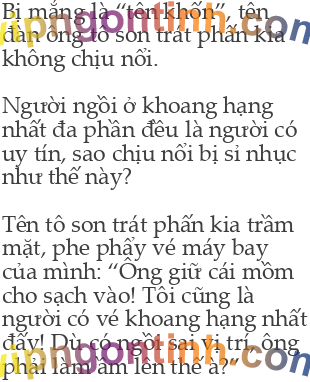 Bị mắng là “tên khốn”, tên
đàn ông tô son trát phấn kia
không chịu nổi.
Người ngồi ở khoang hạng
nhất đa phần đều là người có
uy tín, sao chịu nổi bị sỉ nhục
như thế này?
Tên tô son trát phấn kia trầm
mặt, phe phẩy vé máy bay
của mình: “Ông giữ cái mồm
cho sạch vào! Tôi cũng là
người có vé khoang hạng nhất
đấy! Dù có ngồi sai vị trí, ông
phải làm ầm lên thế à?”
vipngontinh.com
vipngontinh.com